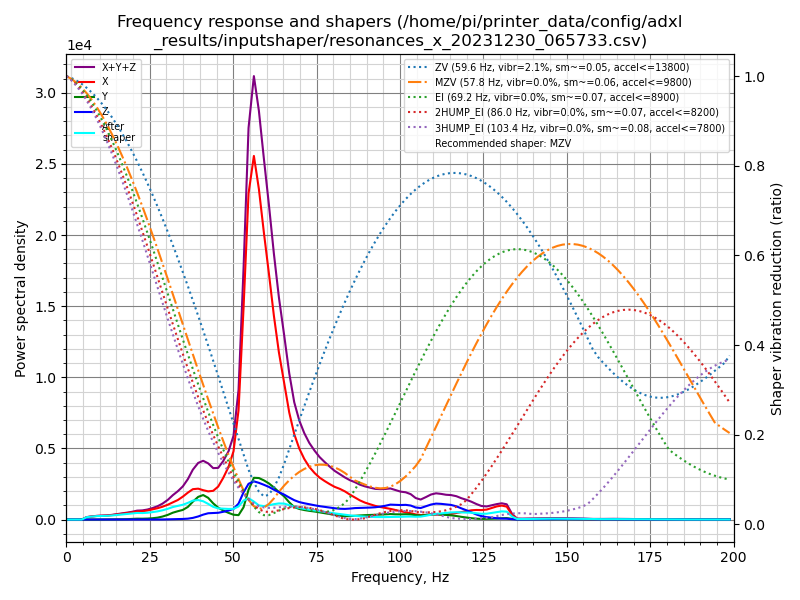 Frequency response and shapers (/home/pi/printer_data/config/adxl
_results/inputshaper/resonances_x_20231230_065733.csv)
1e4
X+Y+Z
X
Y
Z
After
shaper
ZV (59.6 Hz, vibr=2.1%, sm~=0.05, accel<=13800)
MZV (57.8 Hz, vibr=0.0%, sm~=0.06, accel<=9800)
EI (69.2 Hz, vibr=0.0%, sm~=0.07, accel<=8900)
2HUMP_EI (86.0 Hz, vibr=0.0%, sm~=0.07, accel<=8200)
3HUMP_EI (103.4 Hz, vibr=0.0%, sm~=0.08, accel<=7800)
Recommended shaper: MZV
Power spectral density
3.0
2.5
2.0
1.5
1.0
0.5
0.0
1.0
0.8
0.6
0.4
0.2
0.0
Shaper vibration reduction (ratio)
0 25 50 75 100 125 150 175 200
Frequency, Hz